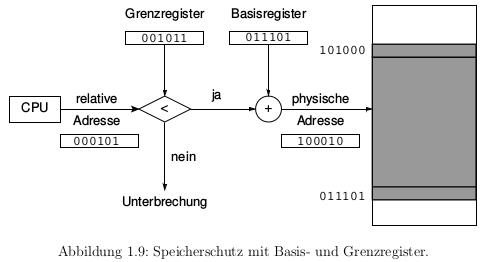 Grenzregister
Basisregister
001011
011101
101000
CPU
relative
Adresse
000101
<
ja
+
physische
Adresse
100010
nein
Unterbrechung
011101
Abbildung 1.9: Speicherschutz mit Basis- und Grenzregister.